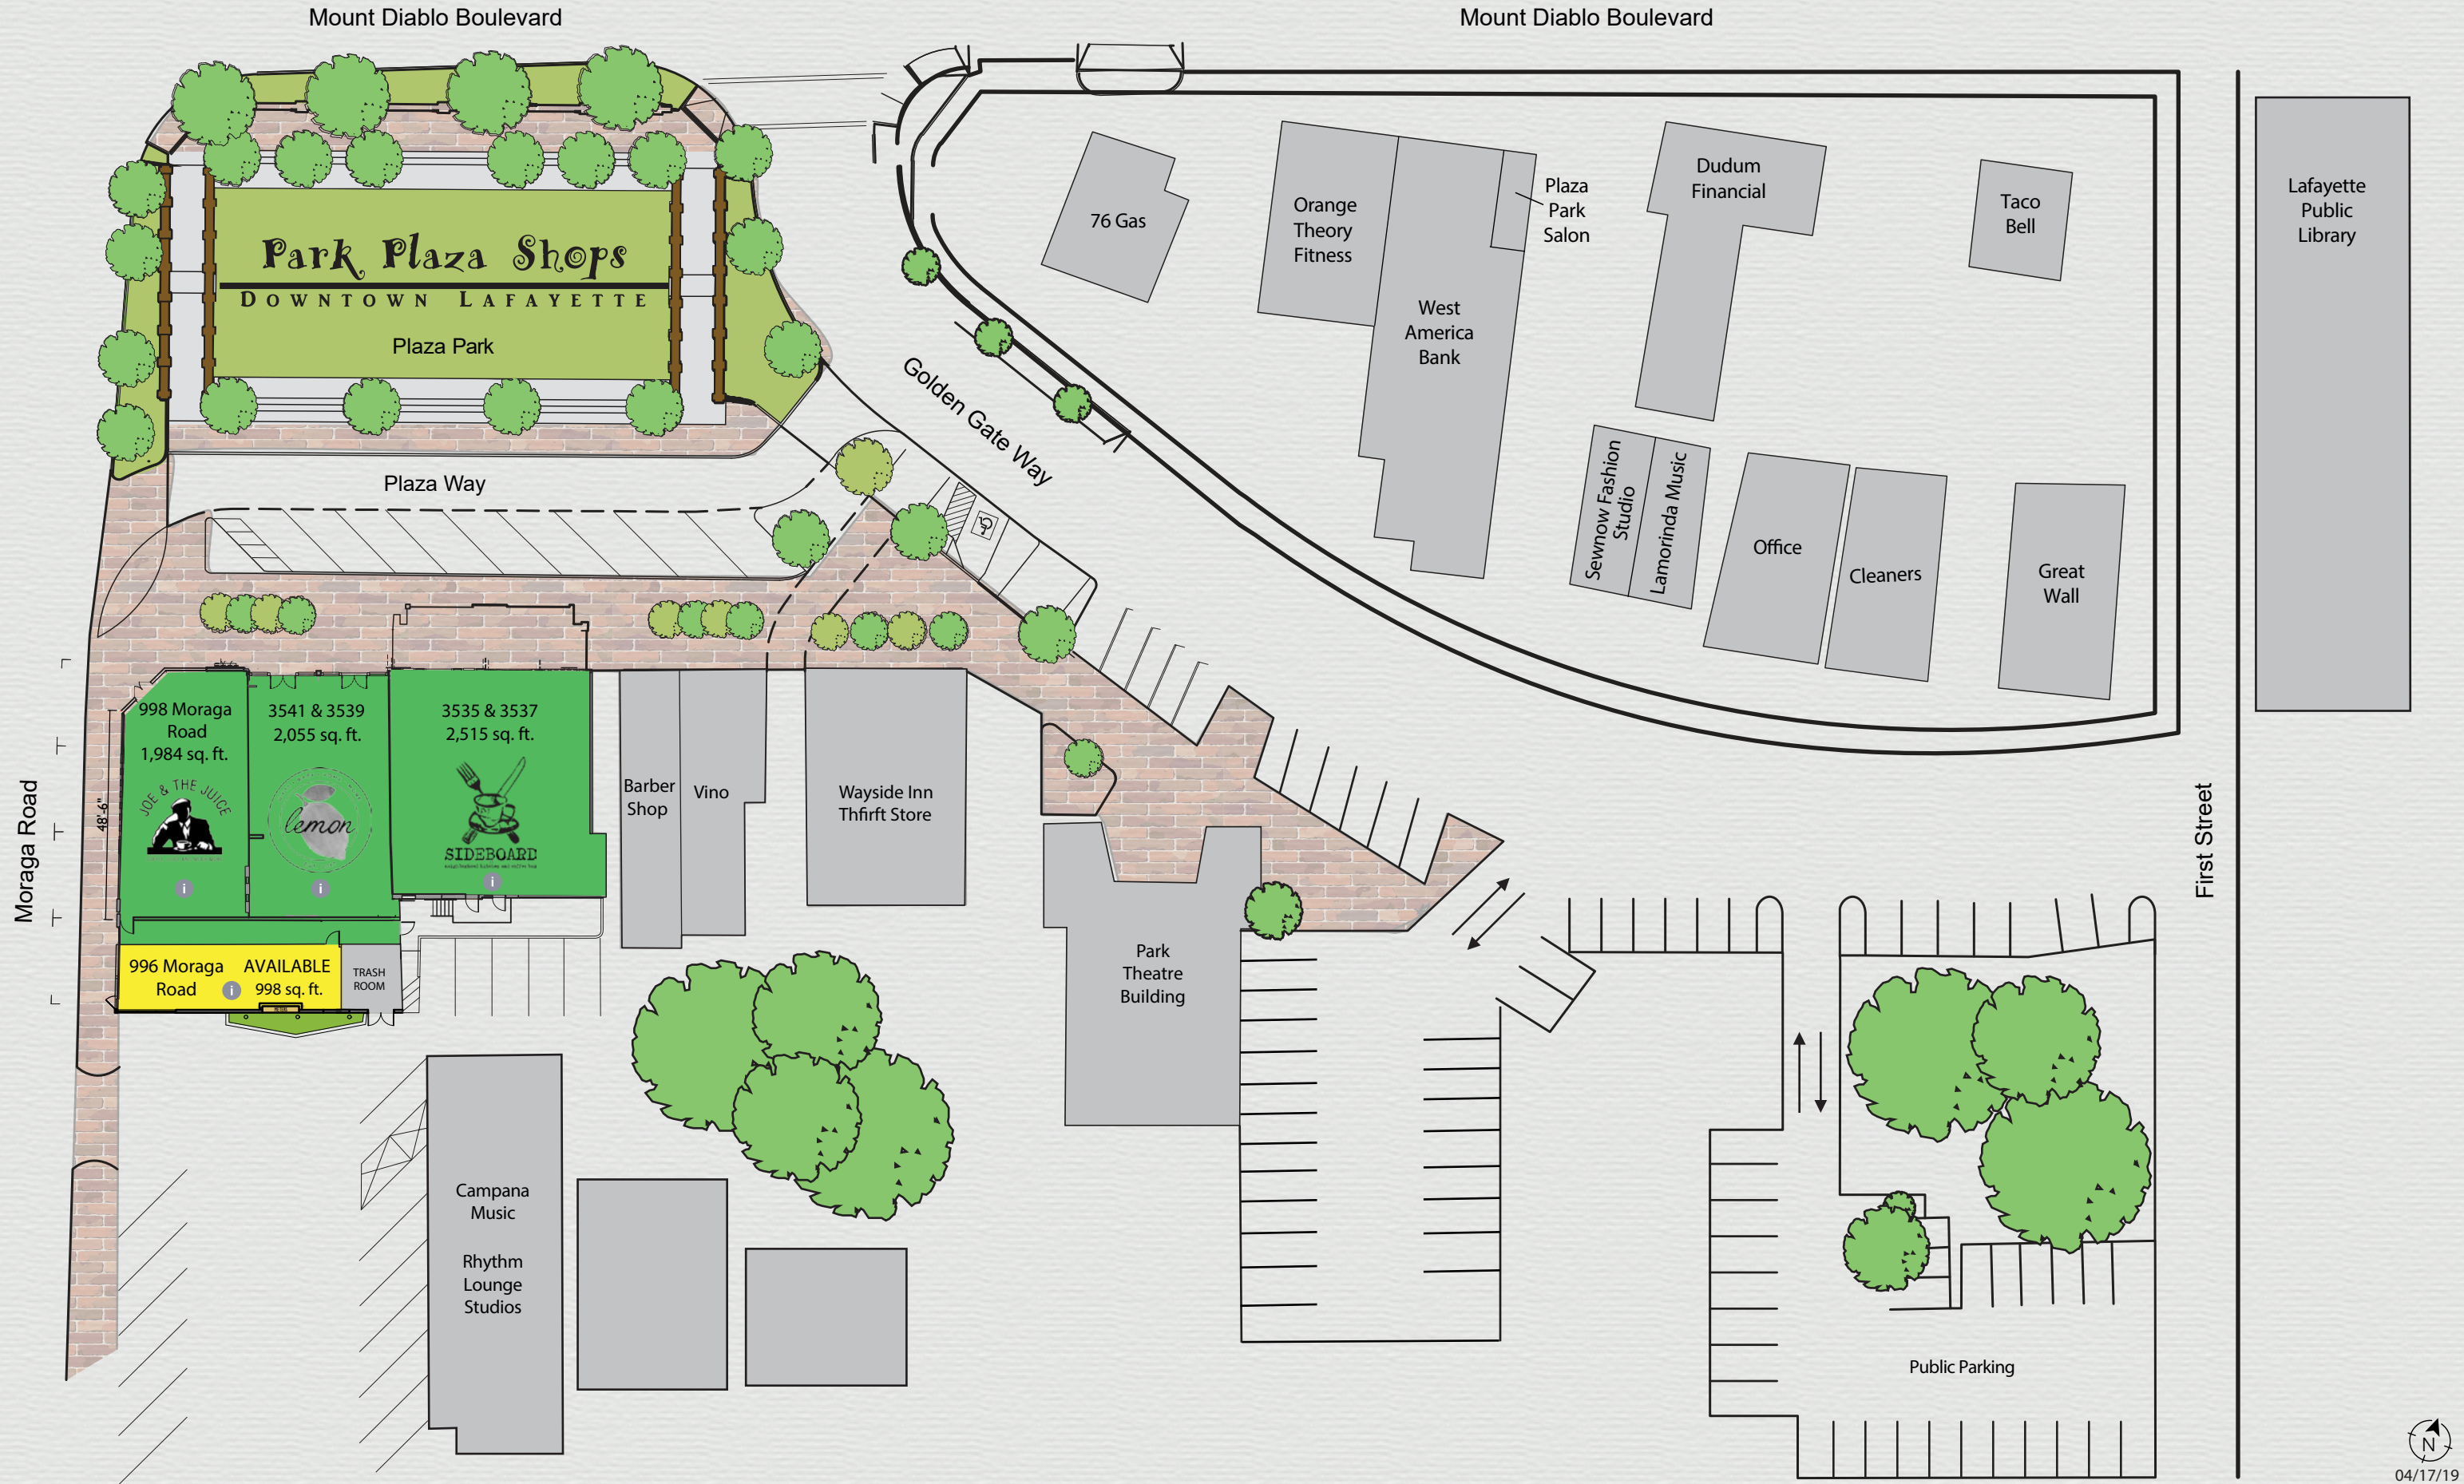 Mount Diablo Boulevard
Mount Diablo Boulevard
Park Plaza Shops
DOWNTOWN LAFAYETTE
Plaza Park
Plaza Way
Golden Gate Way
76 Gas
Orange
Theory
Fitness
West
America
Bank
Plaza
Park
Salon
Dudum
Financial
Taco
Bell
Lafayette
Public
Library
Sewnow Fashion
Studio
Lamorinda Music
Office
Cleaners
Great
Wall
998 Moraga
Road
1,984 sq. ft.
JOE & THE JUICE
i
3541 & 3539
2,055 sq. ft.
lemon
i
3535 & 3537
2,515 sq. ft.
SIDEBOARD
i
Barber
Shop
Vino
Wayside Inn
Thfirft Store
48'-6"
Moraga Road
996 Moraga
Road
i
AVAILABLE
998 sq. ft.
TRASH
ROOM
Park
Theatre
Building
First Street
Campana
Music
Rhythm
Lounge
Studios
Public Parking
N
04/17/19